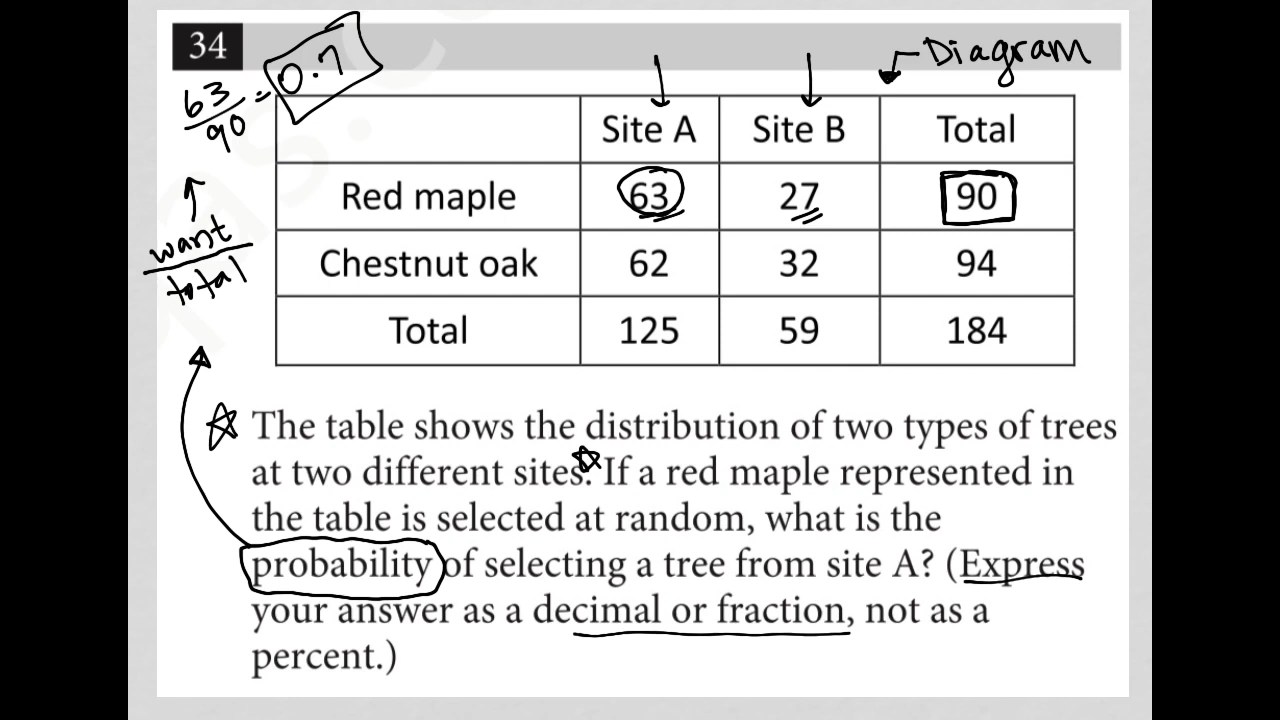 34
Diagram
63/90 = 0.7
Site A Site B Total
Red maple 63 27 90
want/total
Chestnut oak 62 32 94
Total 125 59 184
The table shows the distribution of two types of trees
at two different sites. If a red maple represented in
the table is selected at random, what is the
probability of selecting a tree from site A? (Express
your answer as a decimal or fraction, not as a
percent.)